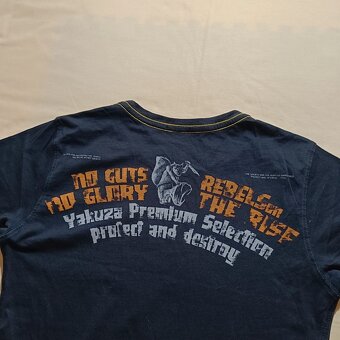 NO GUTS
NO GLORY
REBELS on
THE RISE
Yakuza Premium Selection
protect and destroy